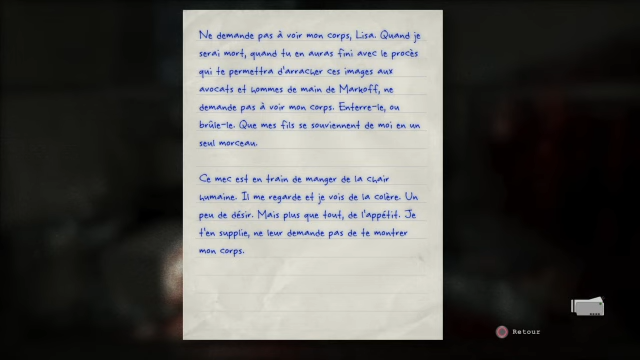 Ne demande pas à voir mon corps, Lisa. Quand je
serai mort, quand tu en auras fini avec le procès
qui te permettra d'arracher ces images aux
avocats et hommes de main de Markoff, ne
demande pas à voir mon corps. Enterre-le, ou
brûle-le. Que mes fils se souviennent de moi en un
seul morceau.
Ce mec est en train de manger de la chair
humaine. Il me regarde et je vois de la colère. Un
peu de désir. Mais plus que tout, de l'appétit. Je
t'en supplie, ne leur demande pas de te montrer
mon corps.
Retour